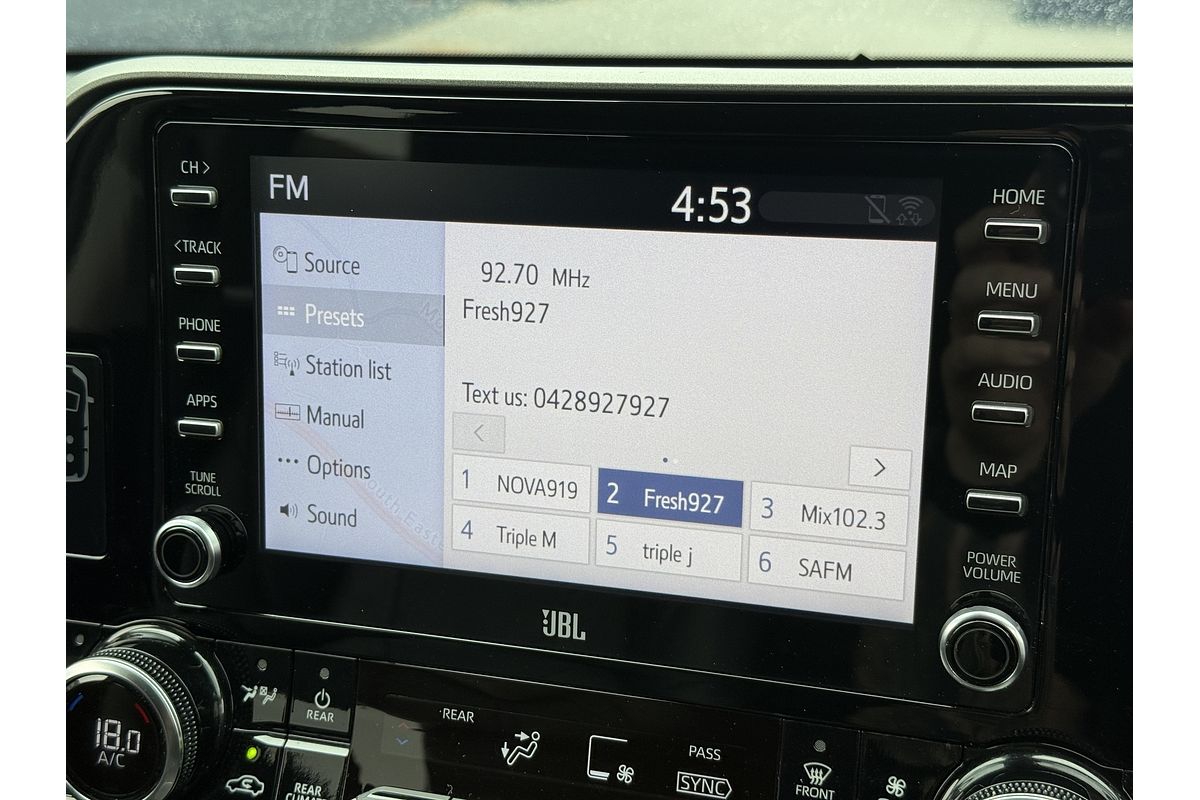 CH>
<TRACK
PHONE
APPS
TUNE
SCROLL
FM
4:53
Source
Presets
Station list
Manual
Options
Sound
92.70 MHz
Fresh927
Text us: 0428927927
<
>
1 NOVA919
2 Fresh927
3 Mix102.3
4 Triple M
5 triple j
6 SAFM
HOME
MENU
AUDIO
MAP
POWER
VOLUME
JBL
18.0
A/C
REAR
REAR
REAR
PASS
SYNC
FRONT